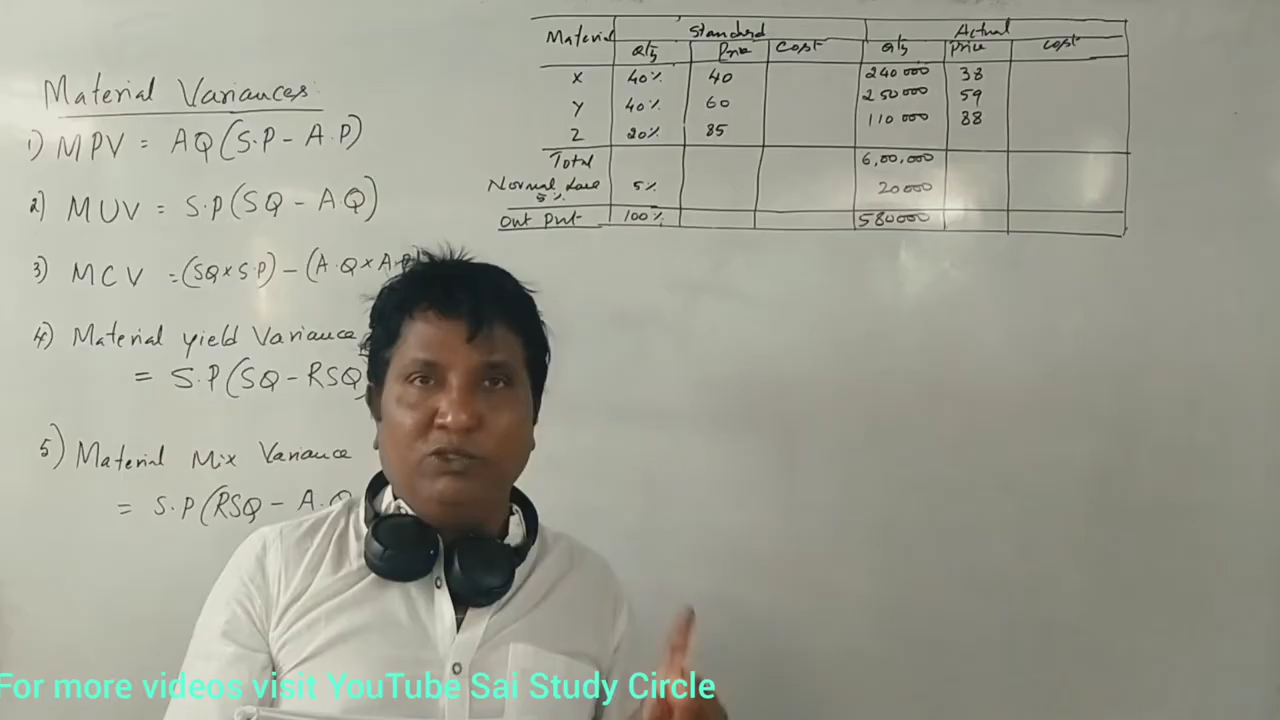 Material Variances
1) MPV = AQ(S.P - A.P)
2) MUV = S.P(SQ - AQ)
3) MCV = (SQ x S.P) - (A.Q x A.P)
4) Material yield Variance
= S.P(SQ - RSQ)
5) Material Mix Variance
= S.P(RSQ - A.Q
Material Standard Actual
Qty Price Cost Qty Price Cost
X 40% 40 240000 38
Y 40% 60 250000 59
Z 20% 85 110000 88
Total 6,00,000
Normal Loss 5% 20000
5%
Out Put 100% 580000
For more videos visit YouTube Sai Study Circle